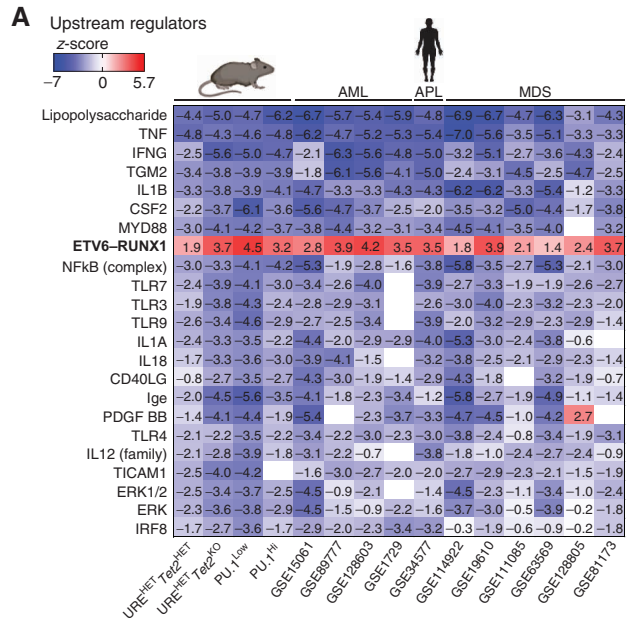 A
Upstream regulators
z-score
−7 0 5.7
AML APL MDS
Lipopolysaccharide −4.4 −5.0 −4.7 −6.2 −6.7 −5.7 −5.4 −5.9 −4.8 −6.9 −6.7 −4.7 −6.3 −3.1 −4.3
TNF −4.8 −4.3 −4.6 −4.8 −6.2 −4.7 −5.2 −5.3 −5.4 −7.0 −5.6 −3.5 −5.1 −3.3 −3.3
IFNG −2.5 −5.6 −5.0 −4.7 −2.1 −6.3 −5.6 −4.8 −5.0 −3.2 −5.1 −2.7 −3.6 −4.3 −2.4
TGM2 −3.4 −3.8 −3.9 −3.9 −1.8 −6.1 −5.6 −4.1 −5.0 −2.4 −3.1 −4.5 −2.5 −4.7 −2.5
IL1B −3.3 −3.8 −3.9 −4.1 −4.7 −3.3 −3.3 −4.3 −4.3 −6.2 −6.2 −3.3 −5.4 −1.2 −3.3
CSF2 −2.2 −3.7 −6.1 −3.6 −5.6 −4.7 −3.7 −2.5 −2.0 −3.5 −3.2 −5.0 −4.4 −1.7 −3.8
MYD88 −3.0 −4.1 −4.2 −3.7 −3.8 −4.4 −3.2 −3.1 −3.4 −4.5 −4.1 −3.5 −4.0 −3.2
ETV6–RUNX1 1.9 3.7 4.5 3.2 2.8 3.9 4.2 3.5 3.5 1.8 3.9 2.1 1.4 2.4 3.7
NFkB (complex) −3.0 −3.3 −4.1 −4.2 −5.3 −1.9 −2.8 −1.6 −3.8 −5.8 −3.5 −2.7 −5.3 −2.1 −3.0
TLR7 −2.4 −3.9 −4.1 −2.7 −3.4 −2.6 −4.0 −3.9 −2.7 −3.3 −1.9 −1.9 −2.6 −2.7
TLR3 −1.9 −3.8 −4.3 −2.4 −3.4 −2.9 −3.1 −2.6 −3.0 −4.0 −2.3 −3.2 −2.3 −2.0
TLR9 −2.6 −3.4 −4.6 −2.9 −2.7 −2.5 −3.4 −3.9 −2.0 −3.2 −2.9 −2.3 −2.9 −1.4
IL1A −2.4 −3.3 −3.5 −2.2 −4.4 −2.0 −2.9 −2.9 −4.0 −5.3 −3.0 −2.4 −3.8 −0.6
IL18 −1.7 −3.3 −3.6 −3.0 −3.9 −4.1 −1.5 −3.2 −3.8 −2.5 −2.1 −2.9 −2.3 −1.4
CD40LG −0.8 −2.7 −3.5 −2.7 −4.3 −3.0 −1.9 −1.4 −2.9 −4.3 −1.8 −3.2 −1.9 −0.7
Ige −2.0 −4.5 −5.6 −3.5 −4.1 −1.8 −2.3 −3.4 −1.2 −5.8 −2.7 −1.9 −4.9 −1.1 −1.4
PDGF BB −1.4 −4.1 −4.4 −1.9 −5.4 −2.3 −3.7 −3.3 −4.7 −4.5 −1.0 −4.2 2.7
TLR4 −2.1 −2.2 −3.5 −2.2 −3.4 −2.2 −3.0 −2.3 −3.0 −3.8 −2.4 −0.8 −3.4 −1.9 −3.1
IL12 (family) −2.1 −2.8 −3.9 −1.8 −3.1 −2.2 −0.7 −3.8 −1.8 −1.0 −2.4 −2.7 −2.4 −0.9
TICAM1 −2.5 −4.0 −4.2 −1.6 −3.0 −2.7 −2.0 −2.0 −2.7 −2.9 −2.3 −2.1 −1.5 −1.9
ERK1/2 −2.5 −3.4 −3.7 −2.5 −4.5 −0.9 −2.1 −1.4 −4.5 −2.3 −1.1 −3.4 −1.0 −2.4
ERK −2.3 −3.6 −3.8 −2.9 −4.5 −1.5 −0.9 −2.2 −1.6 −3.7 −3.0 −0.5 −3.9 −0.2 −1.8
IRF8 −1.7 −2.7 −3.6 −1.7 −2.9 −2.0 −2.3 −3.4 −3.2 −0.3 −1.9 −0.6 −0.9 −0.2 −1.8
URE^HET Tet2^HET URE^HET Tet2^KO PU.1^Low PU.1^Hi GSE15061 GSE89777 GSE128603 GSE1729 GSE34577 GSE114922 GSE19610 GSE111085 GSE63569 GSE128805 GSE81173